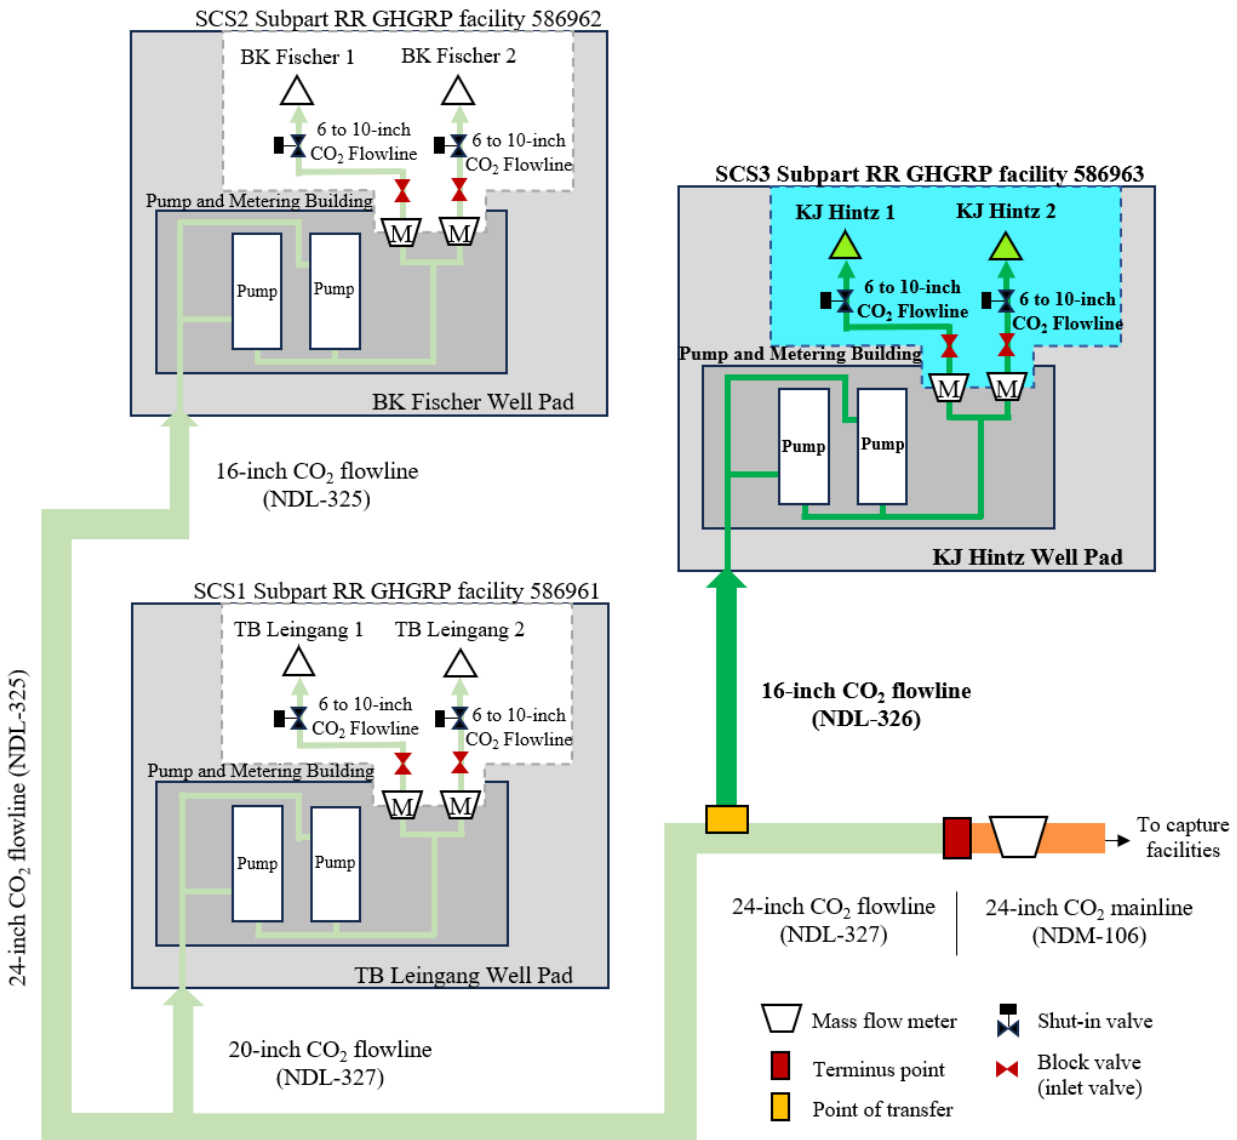 SCS2 Subpart RR GHGRP facility 586962
BK Fischer 1
BK Fischer 2
6 to 10-inch
CO₂ Flowline
6 to 10-inch
CO₂ Flowline
Pump and Metering Building
M
M
Pump
Pump
BK Fischer Well Pad
16-inch CO₂ flowline
(NDL-325)
SCS3 Subpart RR GHGRP facility 586963
KJ Hintz 1
KJ Hintz 2
6 to 10-inch
CO₂ Flowline
6 to 10-inch
CO₂ Flowline
Pump and Metering Building
M
M
Pump
Pump
KJ Hintz Well Pad
16-inch CO₂ flowline
(NDL-326)
SCS1 Subpart RR GHGRP facility 586961
TB Leingang 1
TB Leingang 2
6 to 10-inch
CO₂ Flowline
6 to 10-inch
CO₂ Flowline
Pump and Metering Building
M
M
Pump
Pump
TB Leingang Well Pad
24-inch CO₂ flowline (NDL-325)
20-inch CO₂ flowline
(NDL-327)
To capture
facilities
24-inch CO₂ flowline
(NDL-327)
24-inch CO₂ mainline
(NDM-106)
Mass flow meter
Terminus point
Point of transfer
Shut-in valve
Block valve
(inlet valve)